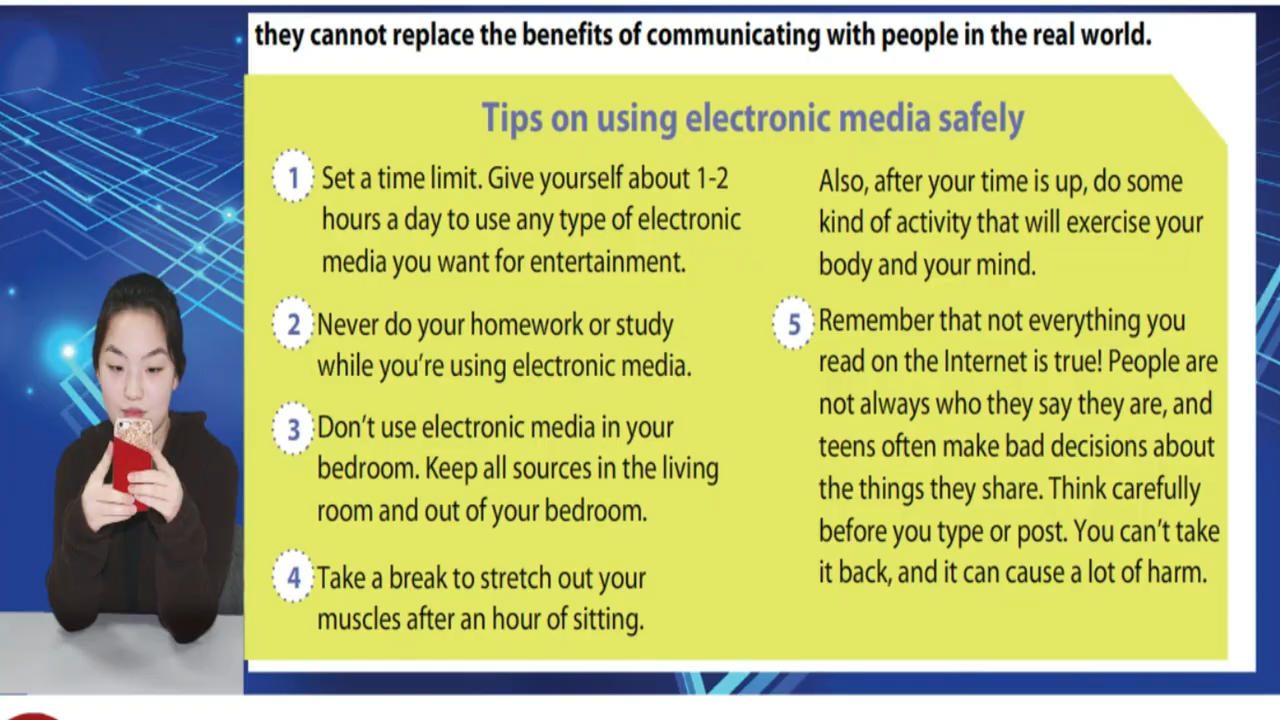 they cannot replace the benefits of communicating with people in the real world.
Tips on using electronic media safely
1 Set a time limit. Give yourself about 1-2
hours a day to use any type of electronic
media you want for entertainment.
2 Never do your homework or study
while you're using electronic media.
3 Don't use electronic media in your
bedroom. Keep all sources in the living
room and out of your bedroom.
4 Take a break to stretch out your
muscles after an hour of sitting.
Also, after your time is up, do some
kind of activity that will exercise your
body and your mind.
5 Remember that not everything you
read on the Internet is true! People are
not always who they say they are, and
teens often make bad decisions about
the things they share. Think carefully
before you type or post. You can't take
it back, and it can cause a lot of harm.